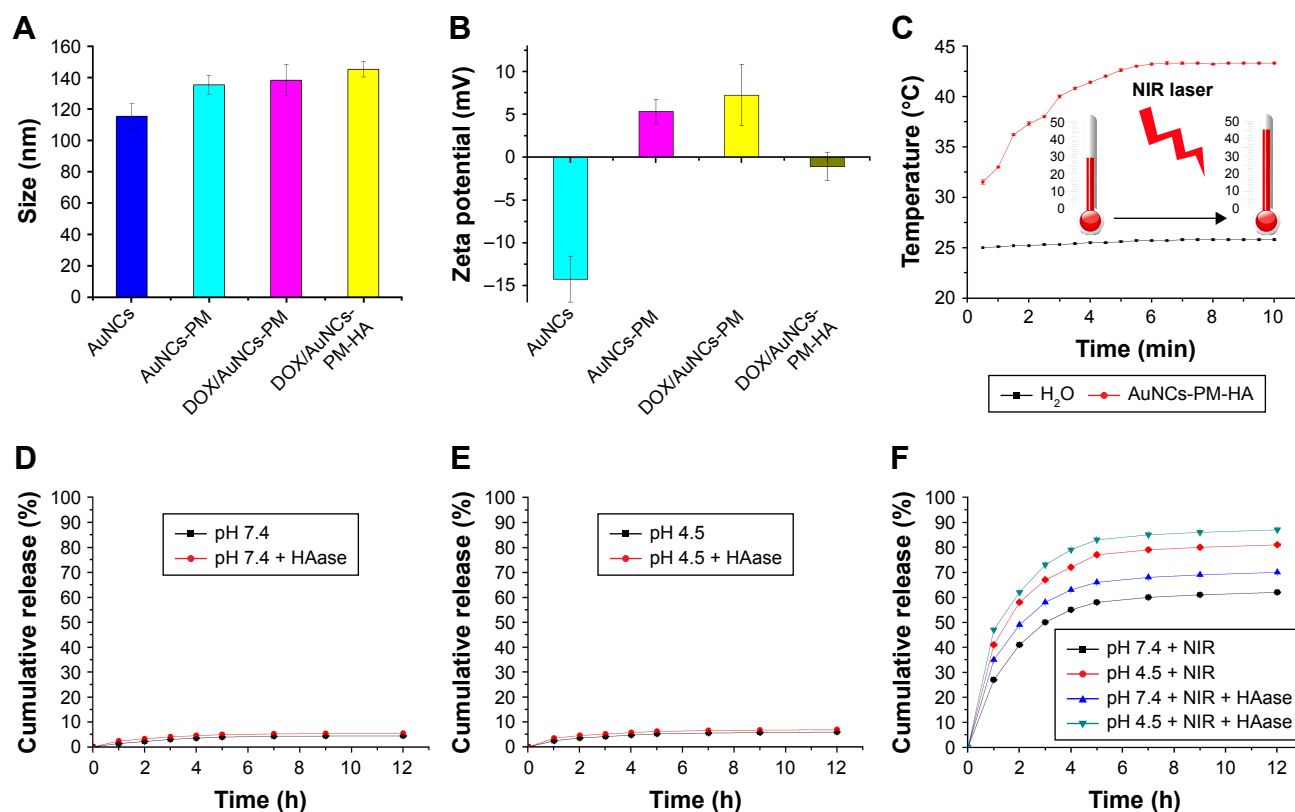 A
Size (nm)
160
140
120
100
80
60
40
20
0
AuNCs
AuNCs-PM
DOX/AuNCs-PM
DOX/AuNCs-
PM-HA
B
Zeta potential (mV)
10
5
0
−5
−10
−15
AuNCs
AuNCs-PM
DOX/AuNCs-PM
DOX/AuNCs-
PM-HA
C
Temperature (°C)
45
40
35
30
25
20
NIR laser
50
40
30
20
10
0
50
40
30
20
10
0
0
2
4
6
8
10
Time (min)
H₂O
AuNCs-PM-HA
D
Cumulative release (%)
100
90
80
70
60
50
40
30
20
10
0
pH 7.4
pH 7.4 + HAase
0
2
4
6
8
10
12
Time (h)
E
Cumulative release (%)
100
90
80
70
60
50
40
30
20
10
0
pH 4.5
pH 4.5 + HAase
0
2
4
6
8
10
12
Time (h)
F
Cumulative release (%)
100
90
80
70
60
50
40
30
20
10
0
pH 7.4 + NIR
pH 4.5 + NIR
pH 7.4 + NIR + HAase
pH 4.5 + NIR + HAase
0
2
4
6
8
10
12
Time (h)